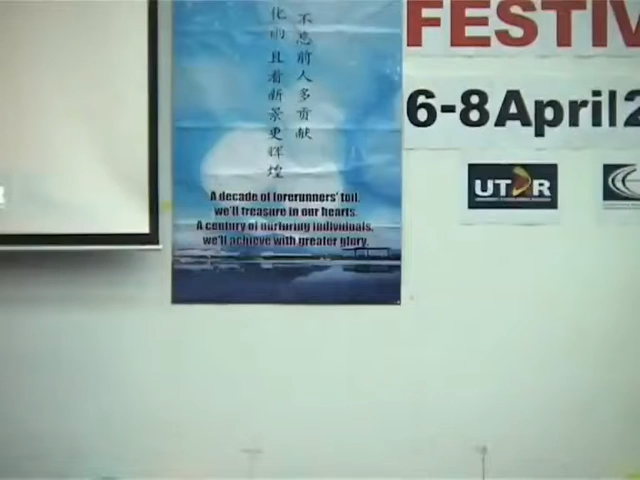 FESTIV
6-8 April 2
不忘前人多贡献
化雨且看新景更辉煌
A decade of forerunners' toil,
we'll treasure in our hearts.
A century of nurturing individuals,
we'll achieve with greater glory.
UTAR